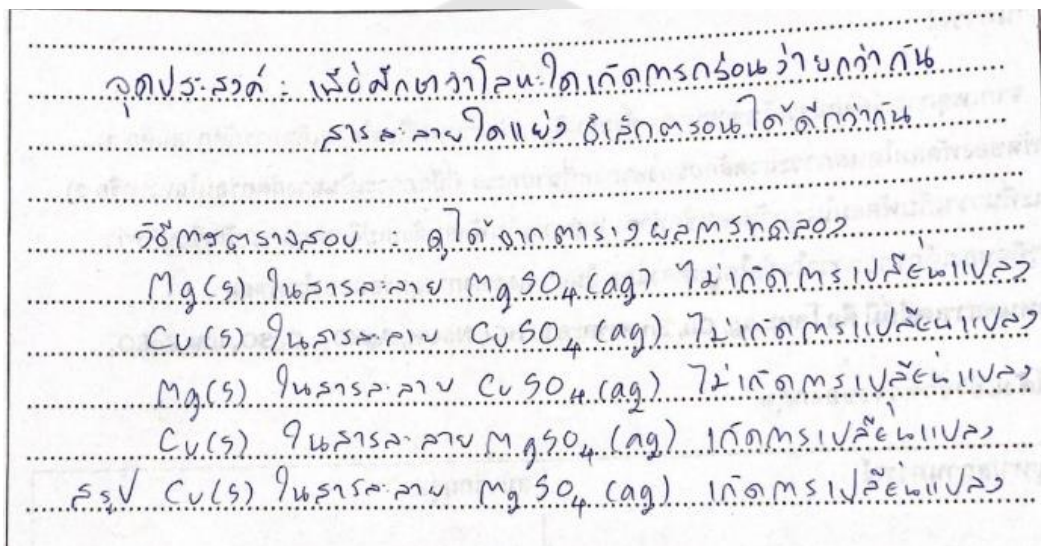 จุดประสงค์ : เพื่อศึกษาว่าโลหะใดเกิดการกร่อนง่ายกว่ากัน
สารละลายใดแย่งอิเล็กตรอนได้ดีกว่ากัน
วิธีการตรวจสอบ ดูได้จากตารางผลการทดลอง
Mg(s) ในสารละลาย MgSO4(aq) ไม่เกิดการเปลี่ยนแปลง
Cu(s) ในสารละลาย CuSO4(aq) ไม่เกิดการเปลี่ยนแปลง
Mg(s) ในสารละลาย CuSO4(aq) ไม่เกิดการเปลี่ยนแปลง
Cu(s) ในสารละลาย MgSO4(aq) เกิดการเปลี่ยนแปลง
สรุป Cu(s) ในสารละลาย MgSO4(aq) เกิดการเปลี่ยนแปลง